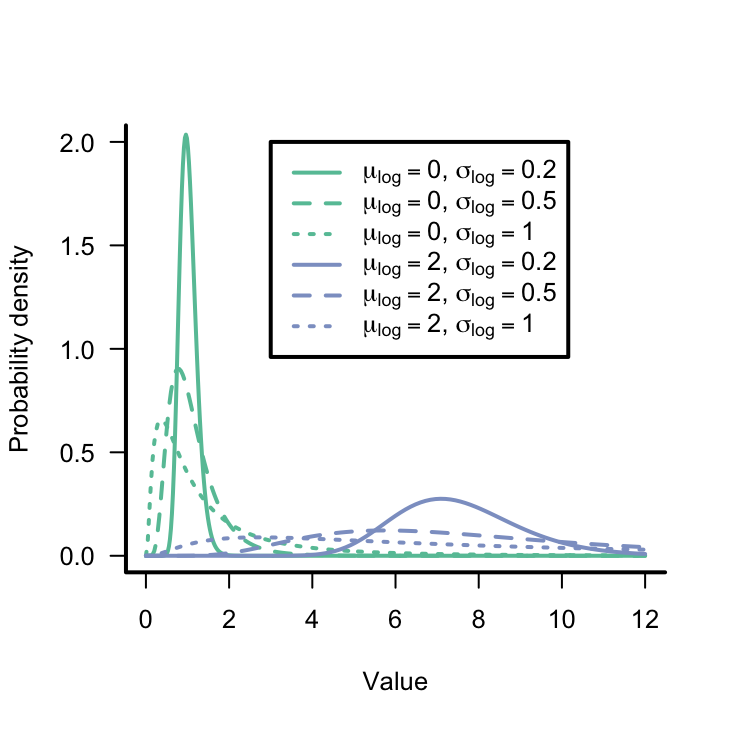 2.0
1.5
1.0
0.5
0.0
Probability density
μlog = 0, σlog = 0.2
μlog = 0, σlog = 0.5
μlog = 0, σlog = 1
μlog = 2, σlog = 0.2
μlog = 2, σlog = 0.5
μlog = 2, σlog = 1
0 2 4 6 8 10 12
Value